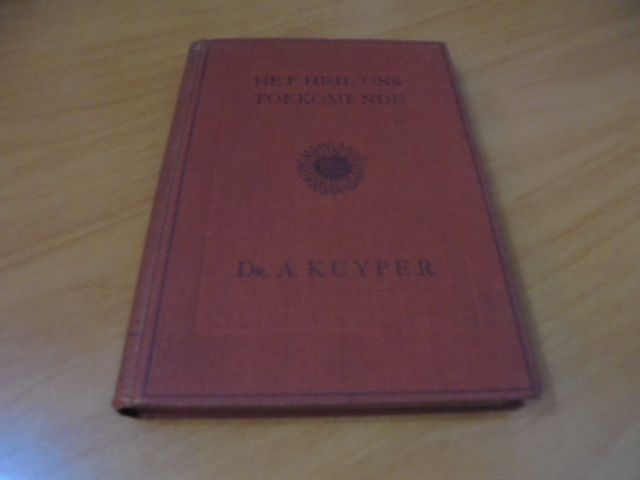 HET HEIL ONS
TOEKOMENDE
DR. A. KUYPER